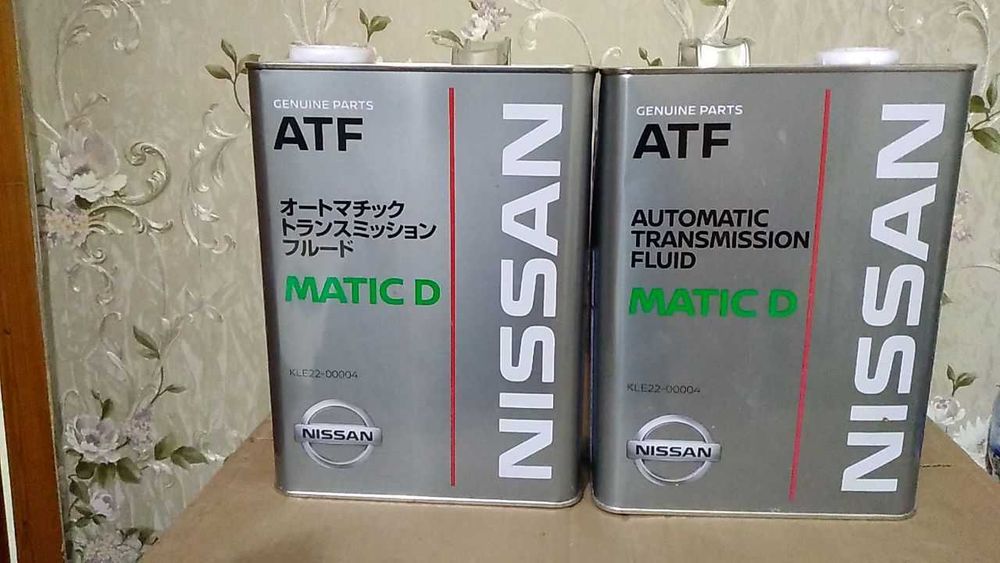 GENUINE PARTS
ATF
オートマチック
トランスミッション
フルード
MATIC D
KLE22-00004
NISSAN
NISSAN
GENUINE PARTS
ATF
AUTOMATIC
TRANSMISSION
FLUID
MATIC D
KLE22-00004
NISSAN
NISSAN